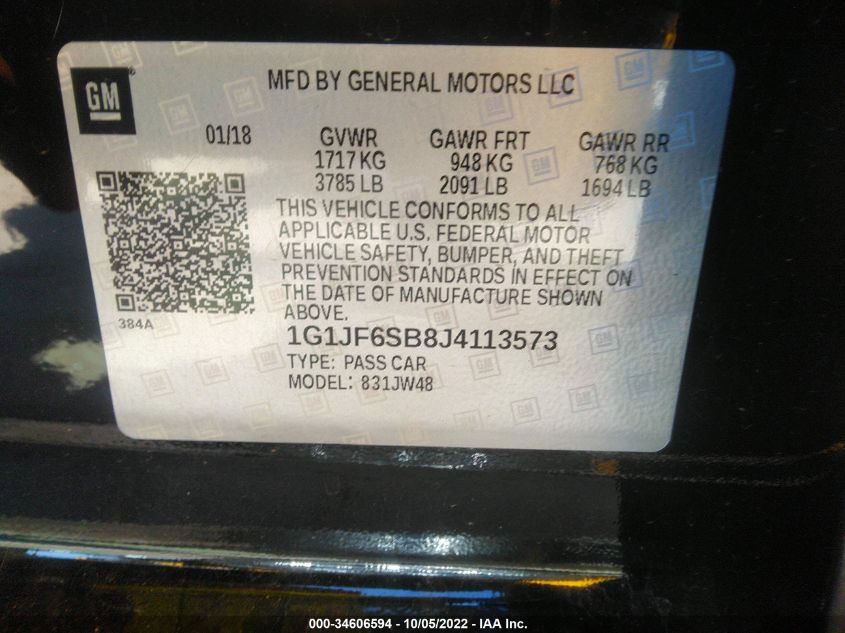 GM
MFD BY GENERAL MOTORS LLC
01/18 GVWR GAWR FRT GAWR RR
1717 KG 948 KG 768 KG
3785 LB 2091 LB 1694 LB
THIS VEHICLE CONFORMS TO ALL
APPLICABLE U.S. FEDERAL MOTOR
VEHICLE SAFETY, BUMPER, AND THEFT
PREVENTION STANDARDS IN EFFECT ON
THE DATE OF MANUFACTURE SHOWN
ABOVE.
384A
1G1JF6SB8J4113573
TYPE: PASS CAR
MODEL: 831JW48
000-34606594 - 10/05/2022 - IAA Inc.